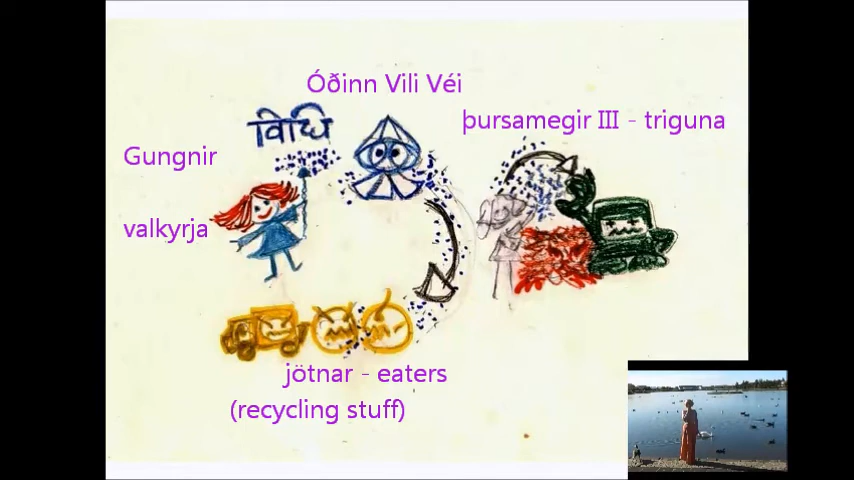 Óðinn Vili Véi
þursamegir III - triguna
विधि
Gungnir
valkyrja
jötnar - eaters
(recycling stuff)